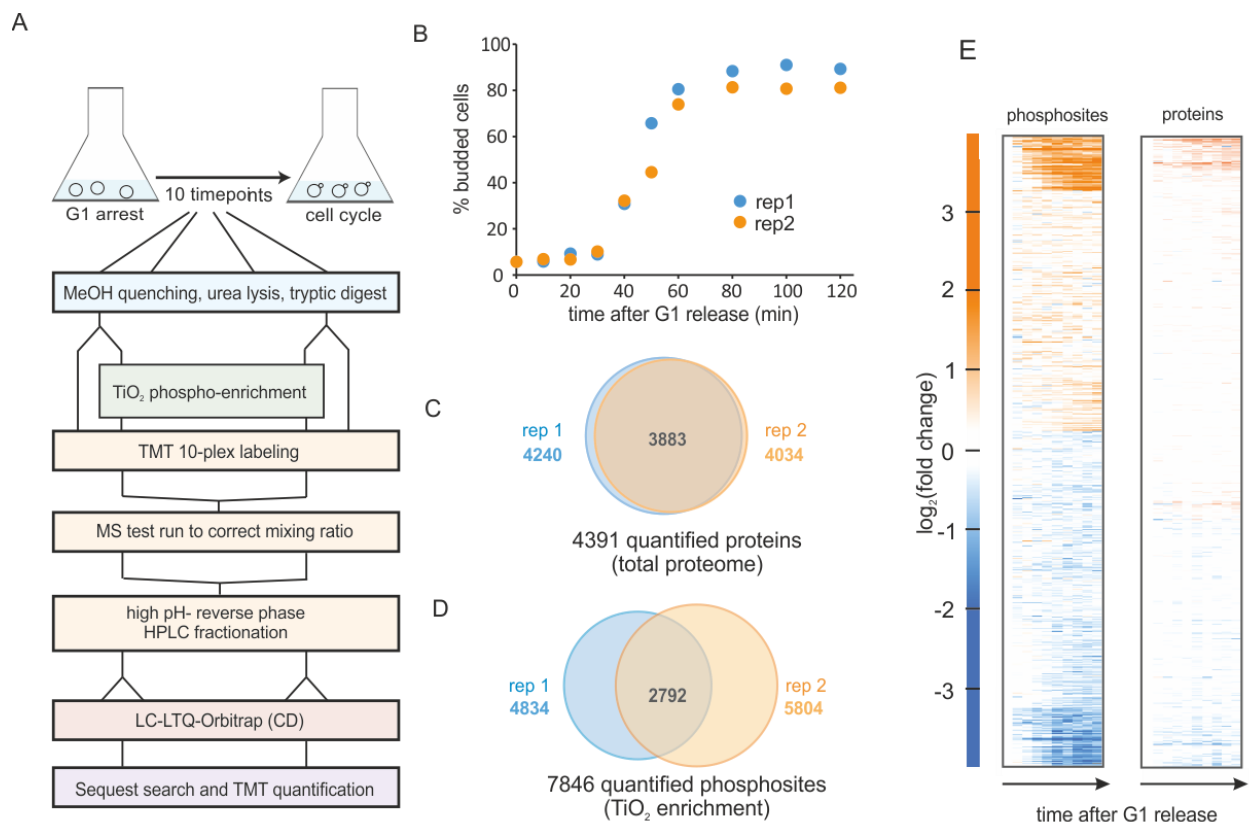 A
G1 arrest
10 timepoints
cell cycle
MeOH quenching, urea lysis, tryptic digest
TiO₂ phospho-enrichment
TMT 10-plex labeling
MS test run to correct mixing ratio
high pH- reverse phase
HPLC fractionation
LC-LTQ-Orbitrap (CD)
Sequest search and TMT quantification
B
% budded cells
100
80
60
40
20
0
0
20
40
60
80
100
120
time after G1 release (min)
rep1
rep2
C
rep 1
4240
3883
rep 2
4034
4391 quantified proteins
(total proteome)
D
rep 1
4834
2792
rep 2
5804
7846 quantified phosphosites
(TiO₂ enrichment)
E
phosphosites
proteins
log₂(fold change)
3
2
1
0
-1
-2
-3
time after G1 release